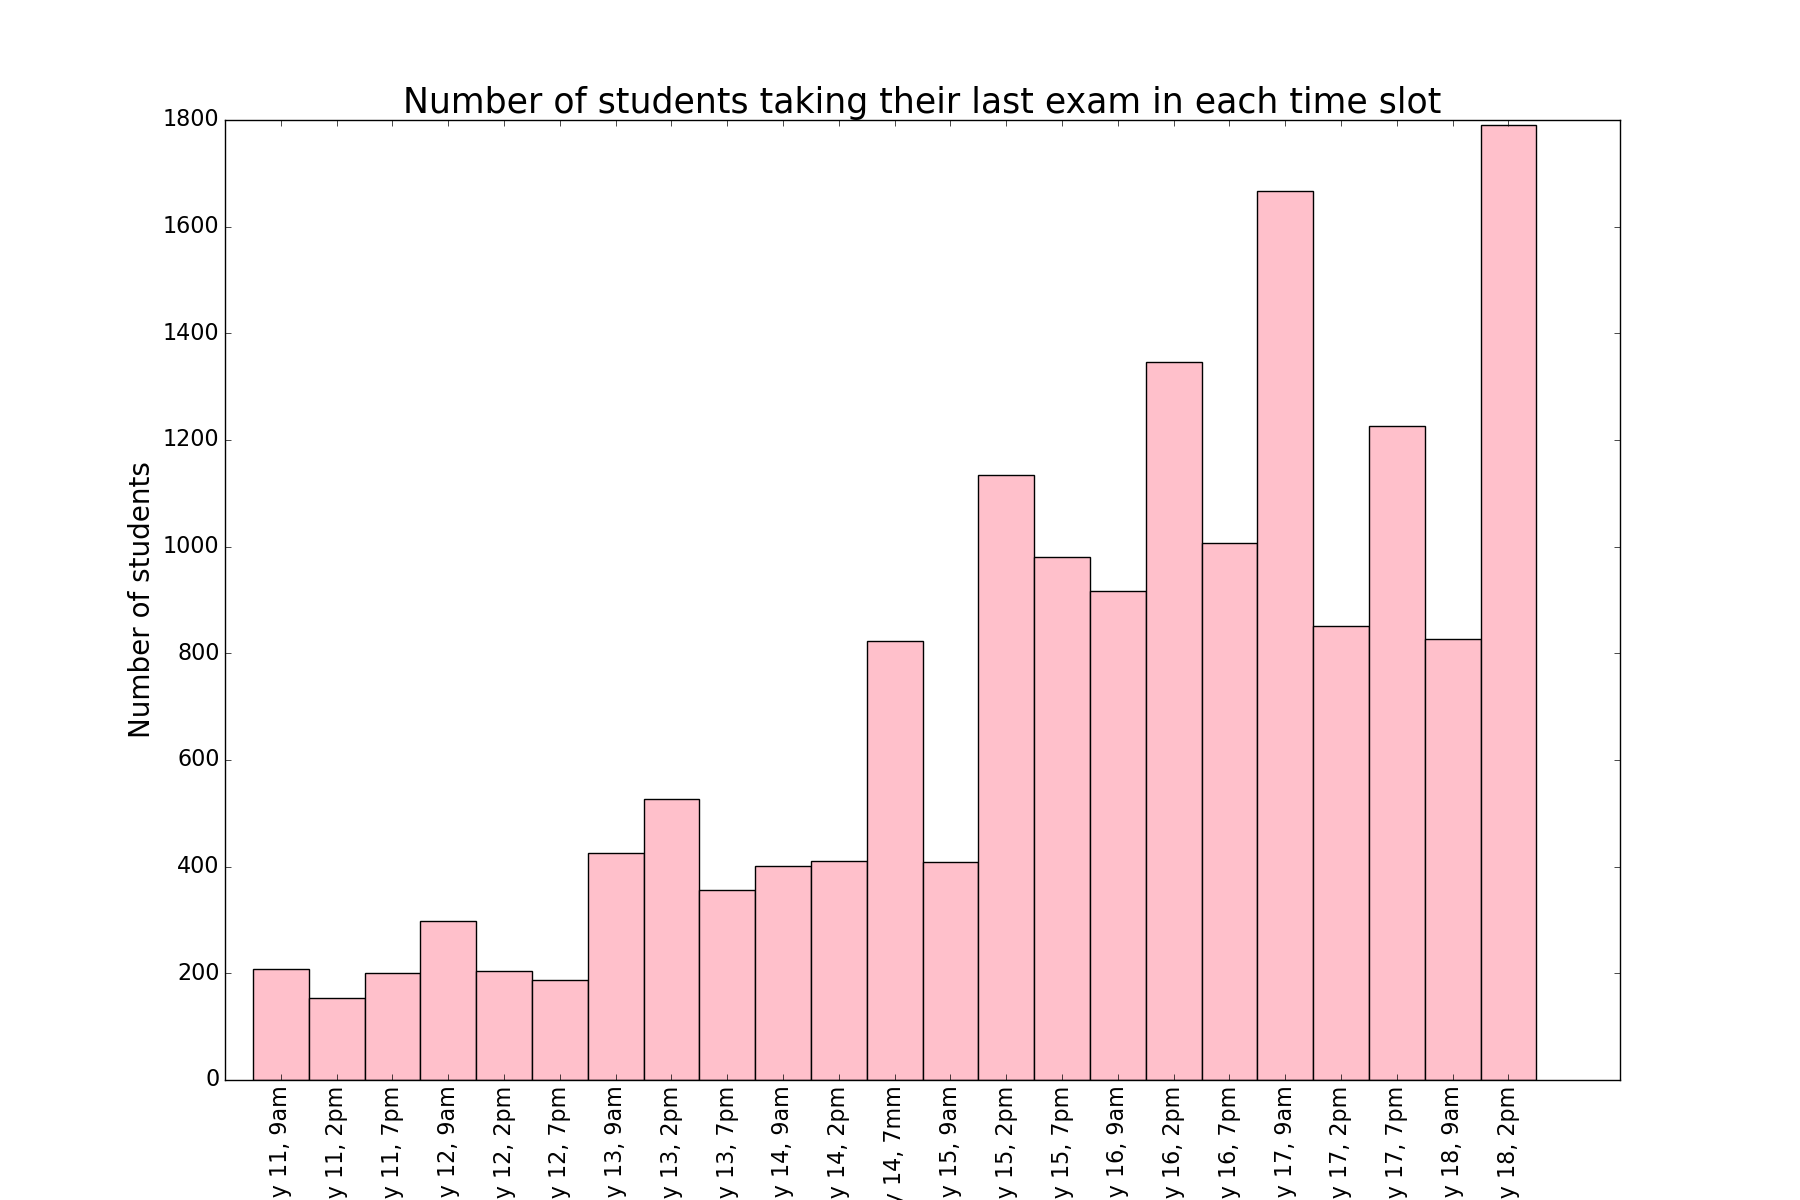 Number of students taking their last exam in each time slot
Number of students
1800
1600
1400
1200
1000
800
600
400
200
0
y 11, 9am
y 11, 2pm
y 11, 7pm
y 12, 9am
y 12, 2pm
y 12, 7pm
y 13, 9am
y 13, 2pm
y 13, 7pm
y 14, 9am
y 14, 2pm
y 14, 7mm
y 15, 9am
y 15, 2pm
y 15, 7pm
y 16, 9am
y 16, 2pm
y 16, 7pm
y 17, 9am
y 17, 2pm
y 17, 7pm
y 18, 9am
y 18, 2pm